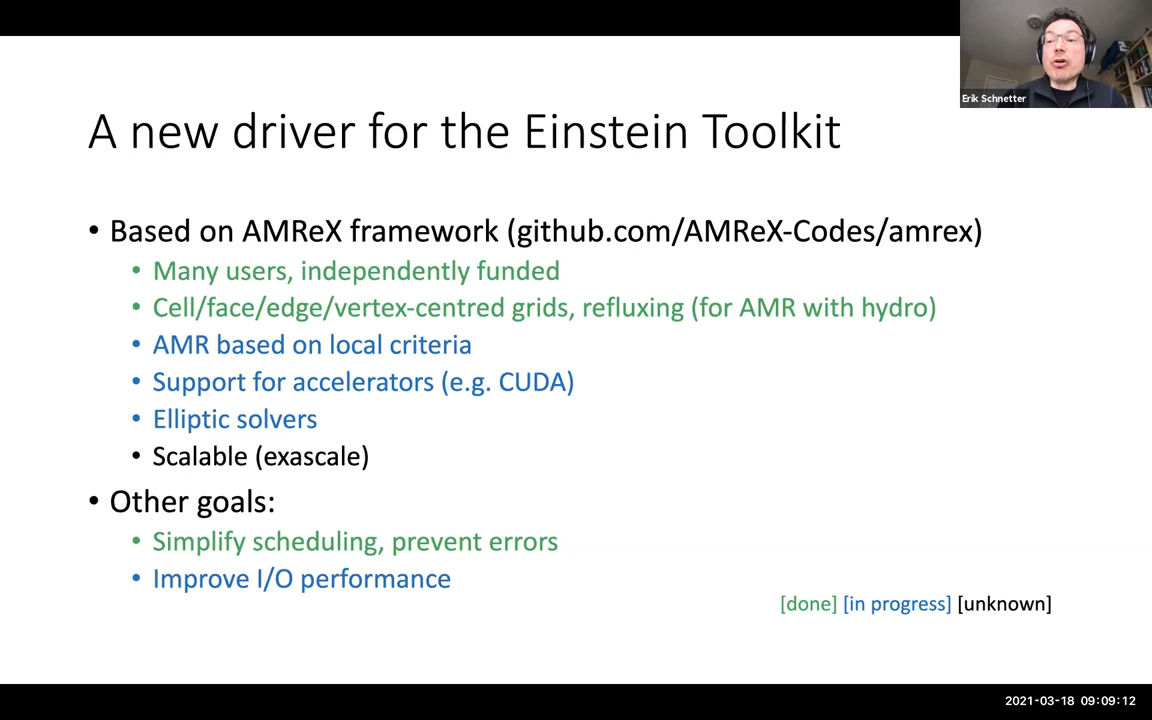 Erik Schnetter
A new driver for the Einstein Toolkit
• Based on AMReX framework (github.com/AMReX-Codes/amrex)
• Many users, independently funded
• Cell/face/edge/vertex-centred grids, refluxing (for AMR with hydro)
• AMR based on local criteria
• Support for accelerators (e.g. CUDA)
• Elliptic solvers
• Scalable (exascale)
• Other goals:
• Simplify scheduling, prevent errors
• Improve I/O performance
[done] [in progress] [unknown]
2021-03-18 09:09:12